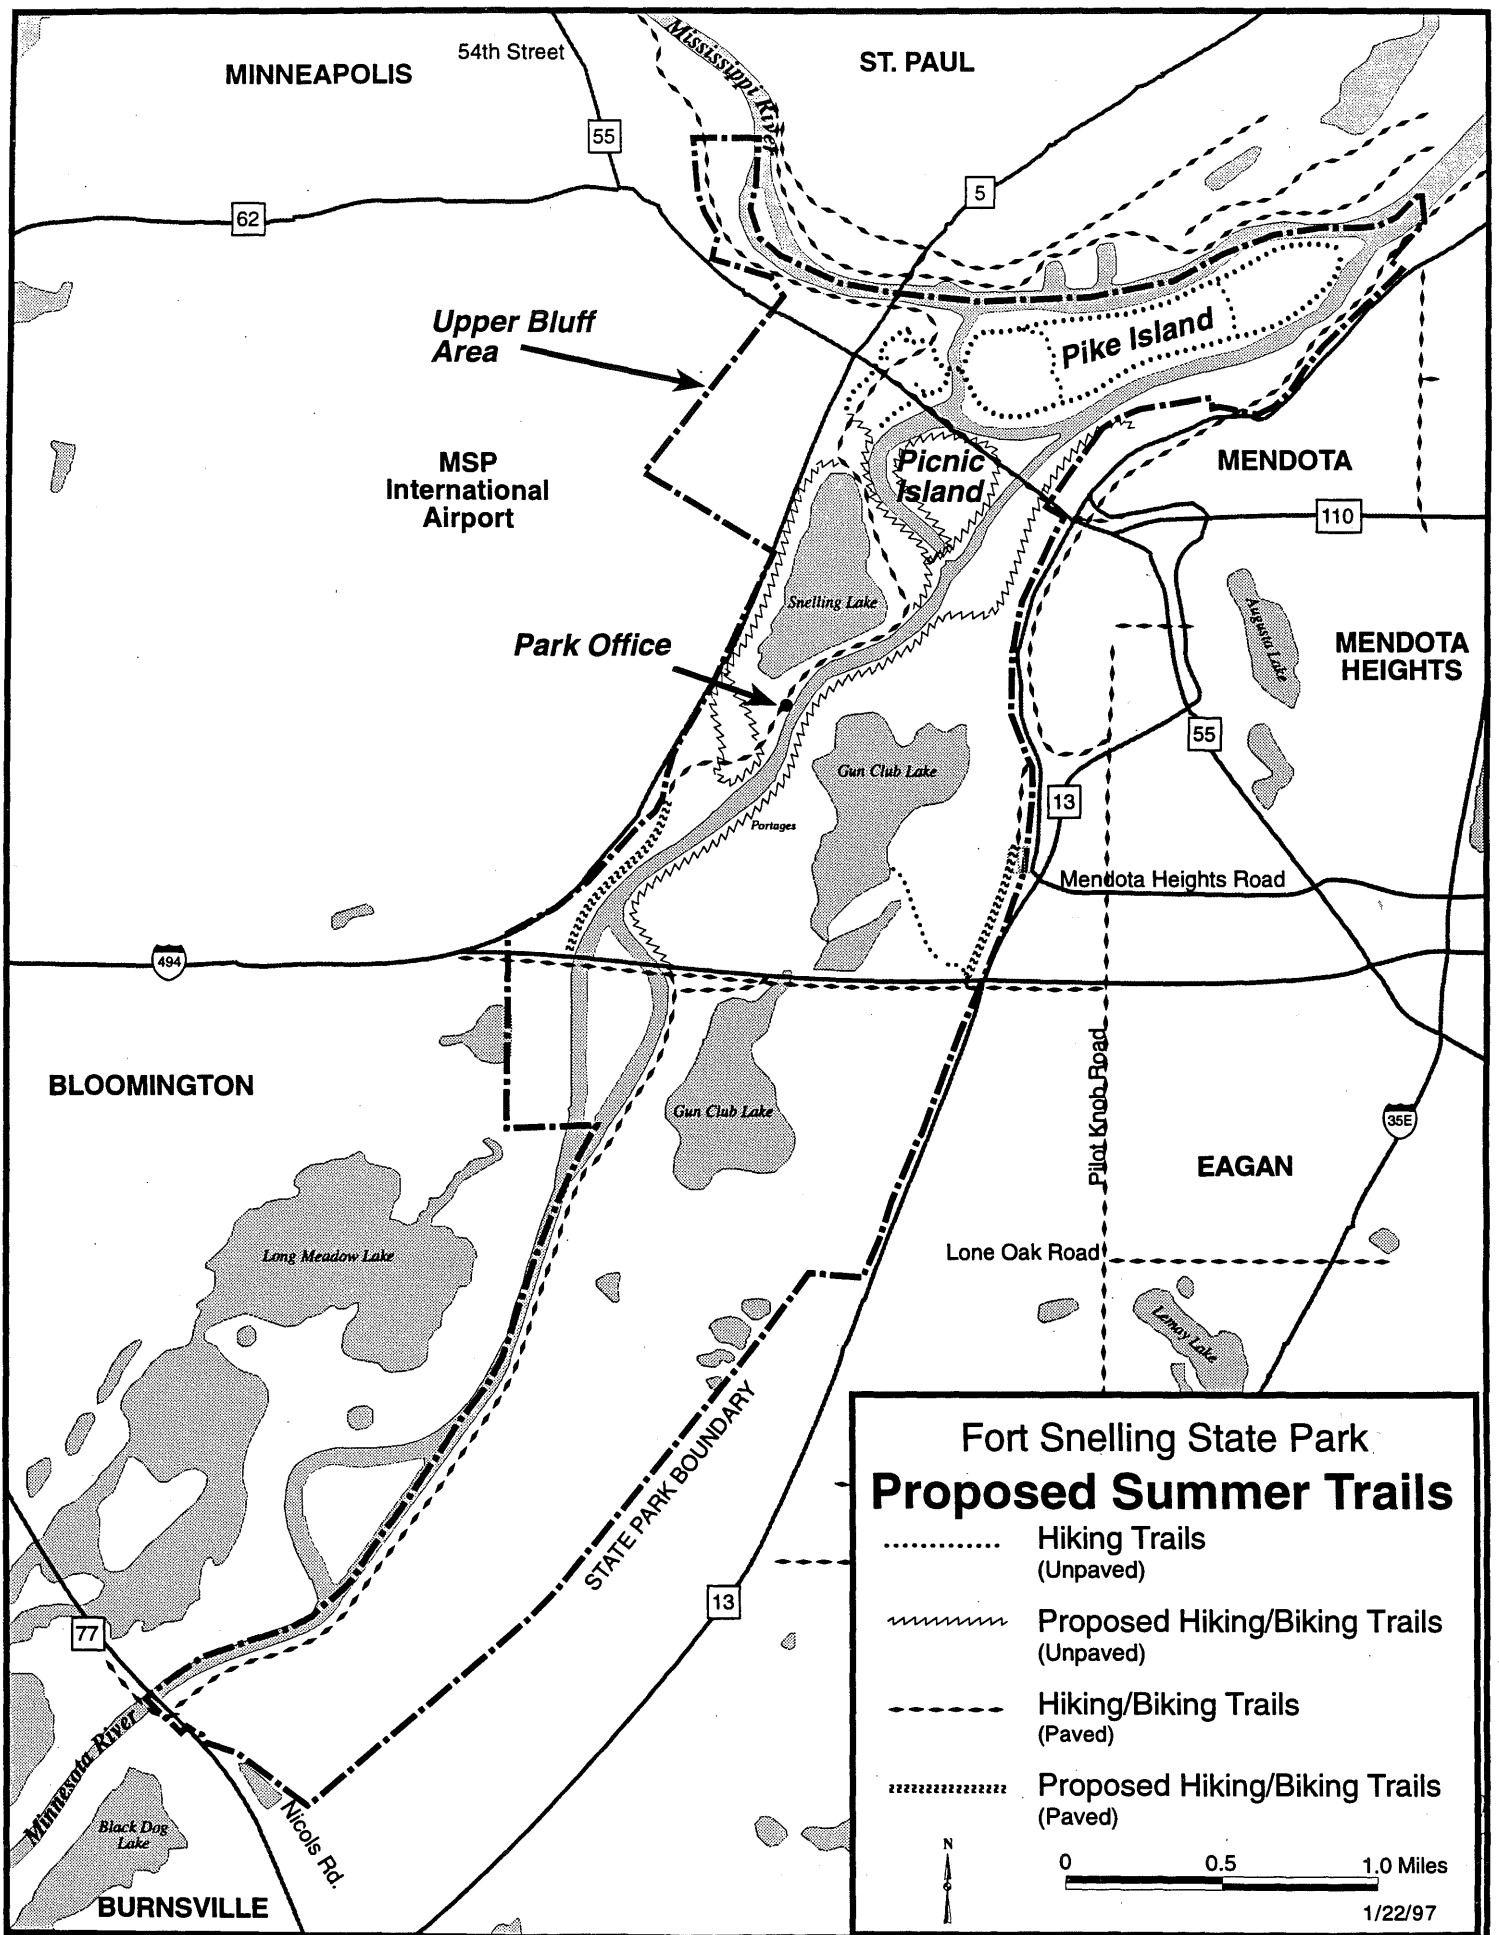 54th Street
Mississippi River
MINNEAPOLIS
ST. PAUL
55
5
62
Upper Bluff
Area
Pike Island
MSP
International
Airport
Picnic
Island
MENDOTA
110
Snelling Lake
Augusta Lake
Park Office
MENDOTA
HEIGHTS
55
Gun Club Lake
13
Portages
Mendota Heights Road
494
Pilot Knob Road
BLOOMINGTON
Gun Club Lake
35E
EAGAN
Long Meadow Lake
Lone Oak Road
Lemay Lake
STATE PARK BOUNDARY
13
77
Minnesota River
Black Dog
Lake
Nicols Rd.
BURNSVILLE
Fort Snelling State Park
Proposed Summer Trails
Hiking Trails
(Unpaved)
Proposed Hiking/Biking Trails
(Unpaved)
Hiking/Biking Trails
(Paved)
Proposed Hiking/Biking Trails
(Paved)
N
0 0.5 1.0 Miles
1/22/97